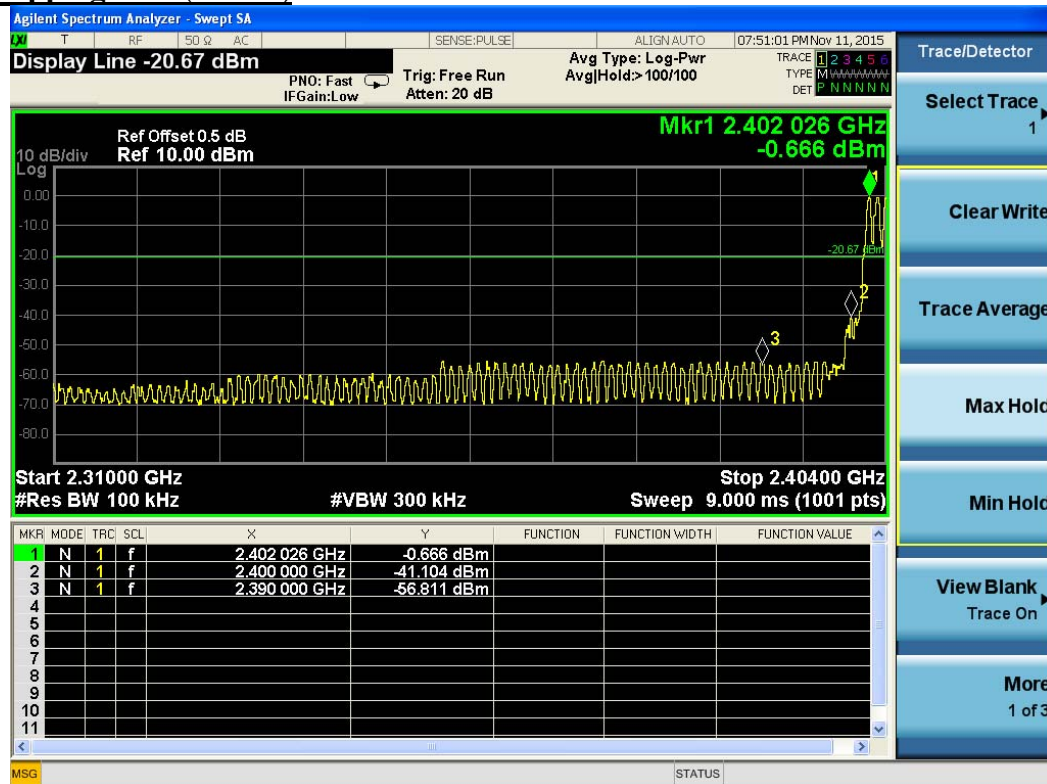 Agilent Spectrum Analyzer - Swept SA
LXI T RF 50 Ω AC SENSE:PULSE ALIGN AUTO 07:51:01 PM Nov 11, 2015
Display Line -20.67 dBm
PNO: Fast
IFGain:Low
Trig: Free Run
Atten: 20 dB
Avg Type: Log-Pwr
Avg|Hold:>100/100
TRACE 1 2 3 4 5 6
TYPE M
DET P N N N N N
Mkr1 2.402 026 GHz
-0.666 dBm
Ref Offset 0.5 dB
10 dB/div Ref 10.00 dBm
Log
1
0.00
-10.0
-20.0
-20.67 dBm
-30.0
2
-40.0
3
-50.0
-60.0
-70.0
-80.0
Start 2.31000 GHz Stop 2.40400 GHz
#Res BW 100 kHz #VBW 300 kHz Sweep 9.000 ms (1001 pts)
MKR MODE TRC SCL X Y FUNCTION FUNCTION WIDTH FUNCTION VALUE
1 N 1 f 2.402 026 GHz -0.666 dBm
2 N 1 f 2.400 000 GHz -41.104 dBm
3 N 1 f 2.390 000 GHz -56.811 dBm
4
5
6
7
8
9
10
11
MSG STATUS
Trace/Detector
Select Trace
1
Clear Write
Trace Average
Max Hold
Min Hold
View Blank
Trace On
More
1 of 3